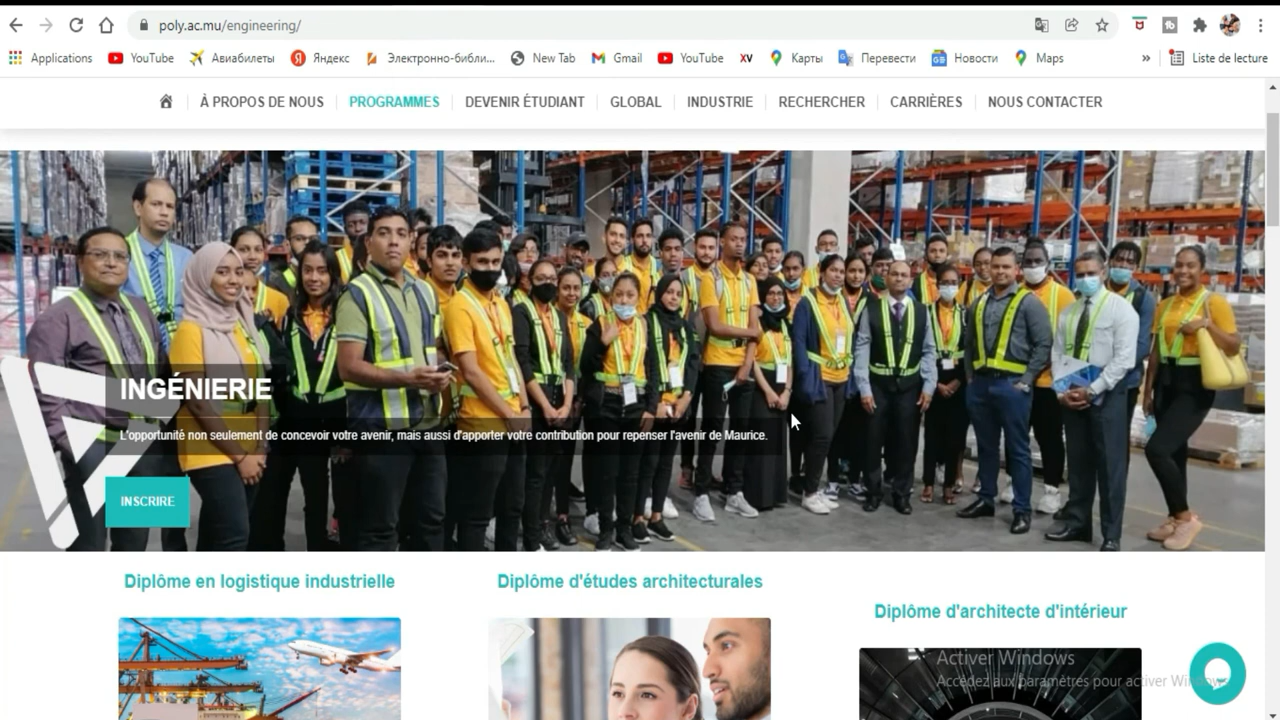 poly.ac.mu/engineering/
Applications YouTube Авиабилеты Яндекс Электронно-библи... New Tab Gmail YouTube XV Карты Перевести Новости Maps » Liste de lecture
À PROPOS DE NOUS PROGRAMMES DEVENIR ÉTUDIANT GLOBAL INDUSTRIE RECHERCHER CARRIÈRES NOUS CONTACTER
INGÉNIERIE
L'opportunité non seulement de concevoir votre avenir, mais aussi d'apporter votre contribution pour repenser l'avenir de Maurice.
INSCRIRE
Diplôme en logistique industrielle
Diplôme d'études architecturales
Diplôme d'architecte d'intérieur
Activer Windows
Accédez aux paramètres pour activer Windows.